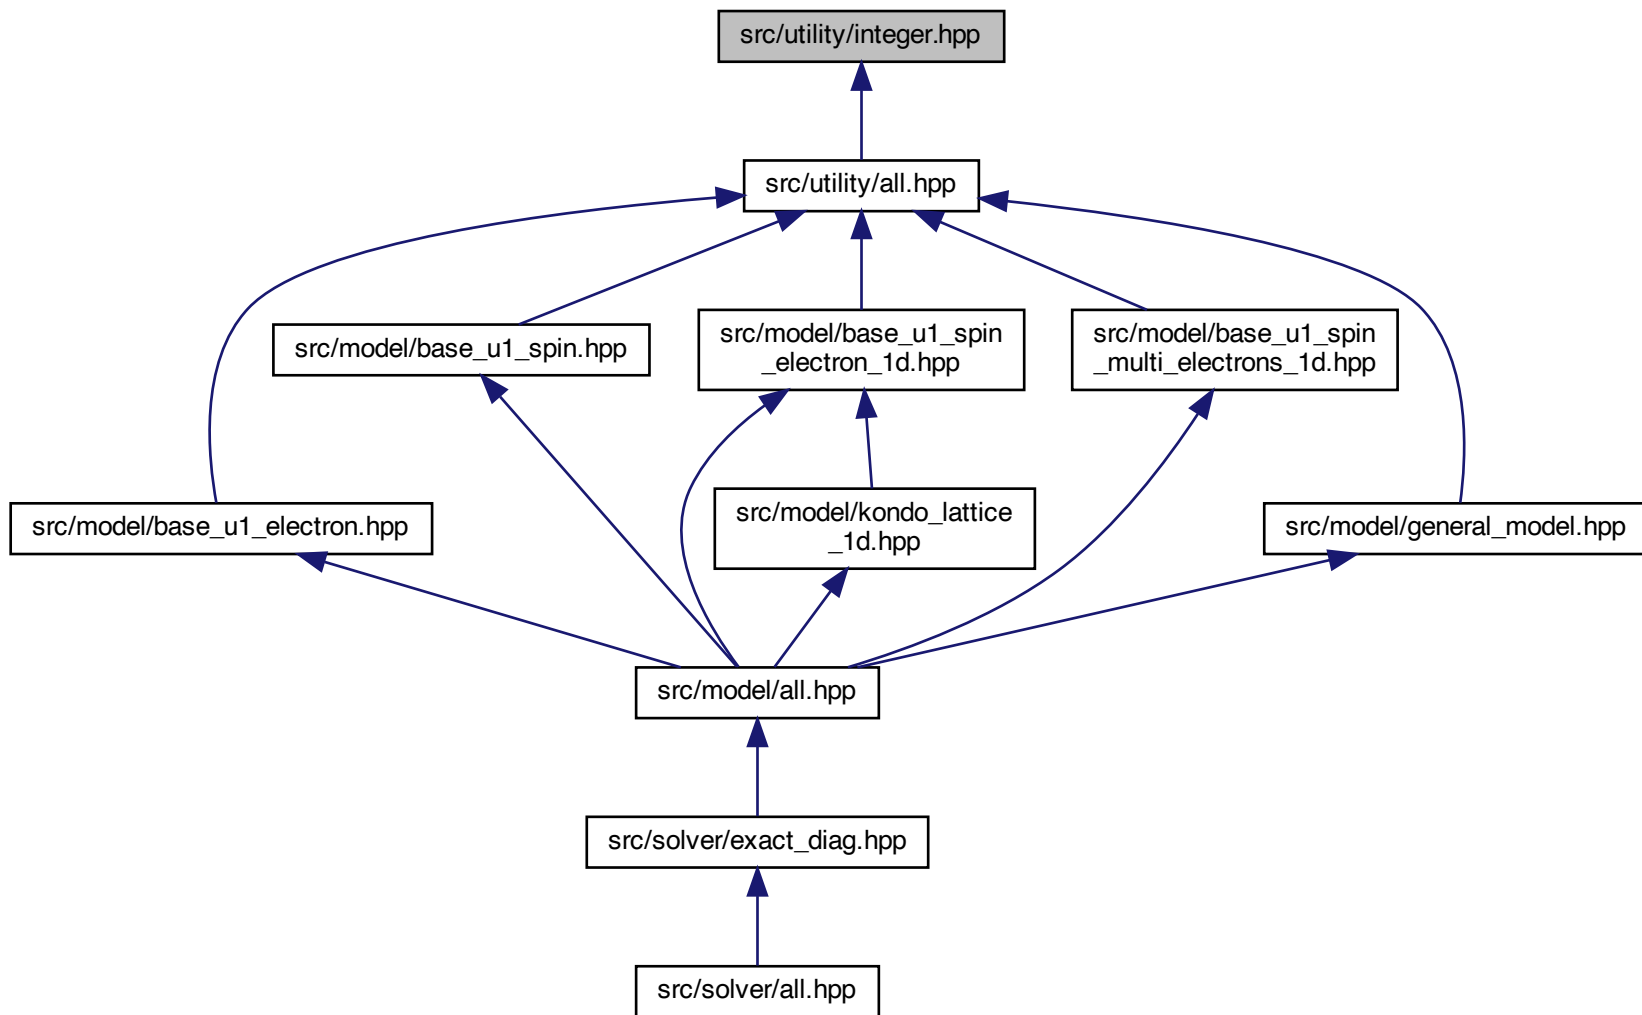 src/utility/integer.hpp
src/utility/all.hpp
src/model/base_u1_spin.hpp
src/model/base_u1_spin
_electron_1d.hpp
src/model/base_u1_spin
_multi_electrons_1d.hpp
src/model/base_u1_electron.hpp
src/model/kondo_lattice
_1d.hpp
src/model/general_model.hpp
src/model/all.hpp
src/solver/exact_diag.hpp
src/solver/all.hpp